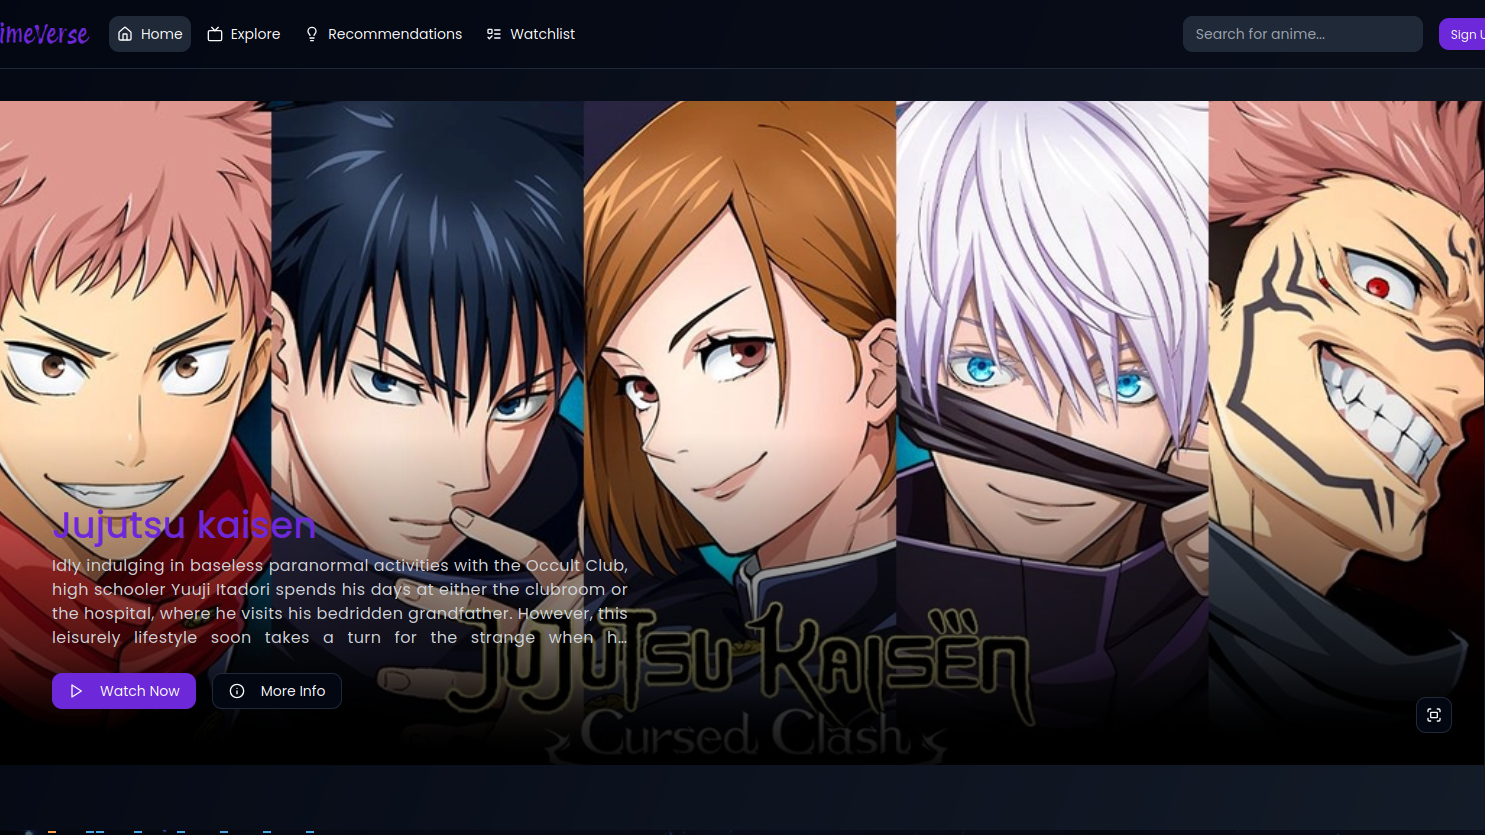 imeVerse
Home
Explore
Recommendations
Watchlist
Search for anime...
Sign U
Jujutsu kaisen
Idly indulging in baseless paranormal activities with the Occult Club,
high schooler Yuuji Itadori spends his days at either the clubroom or
the hospital, where he visits his bedridden grandfather. However, this
leisurely lifestyle soon takes a turn for the strange when h...
Watch Now
More Info
JUJUTSU KAISEN
Cursed Clash